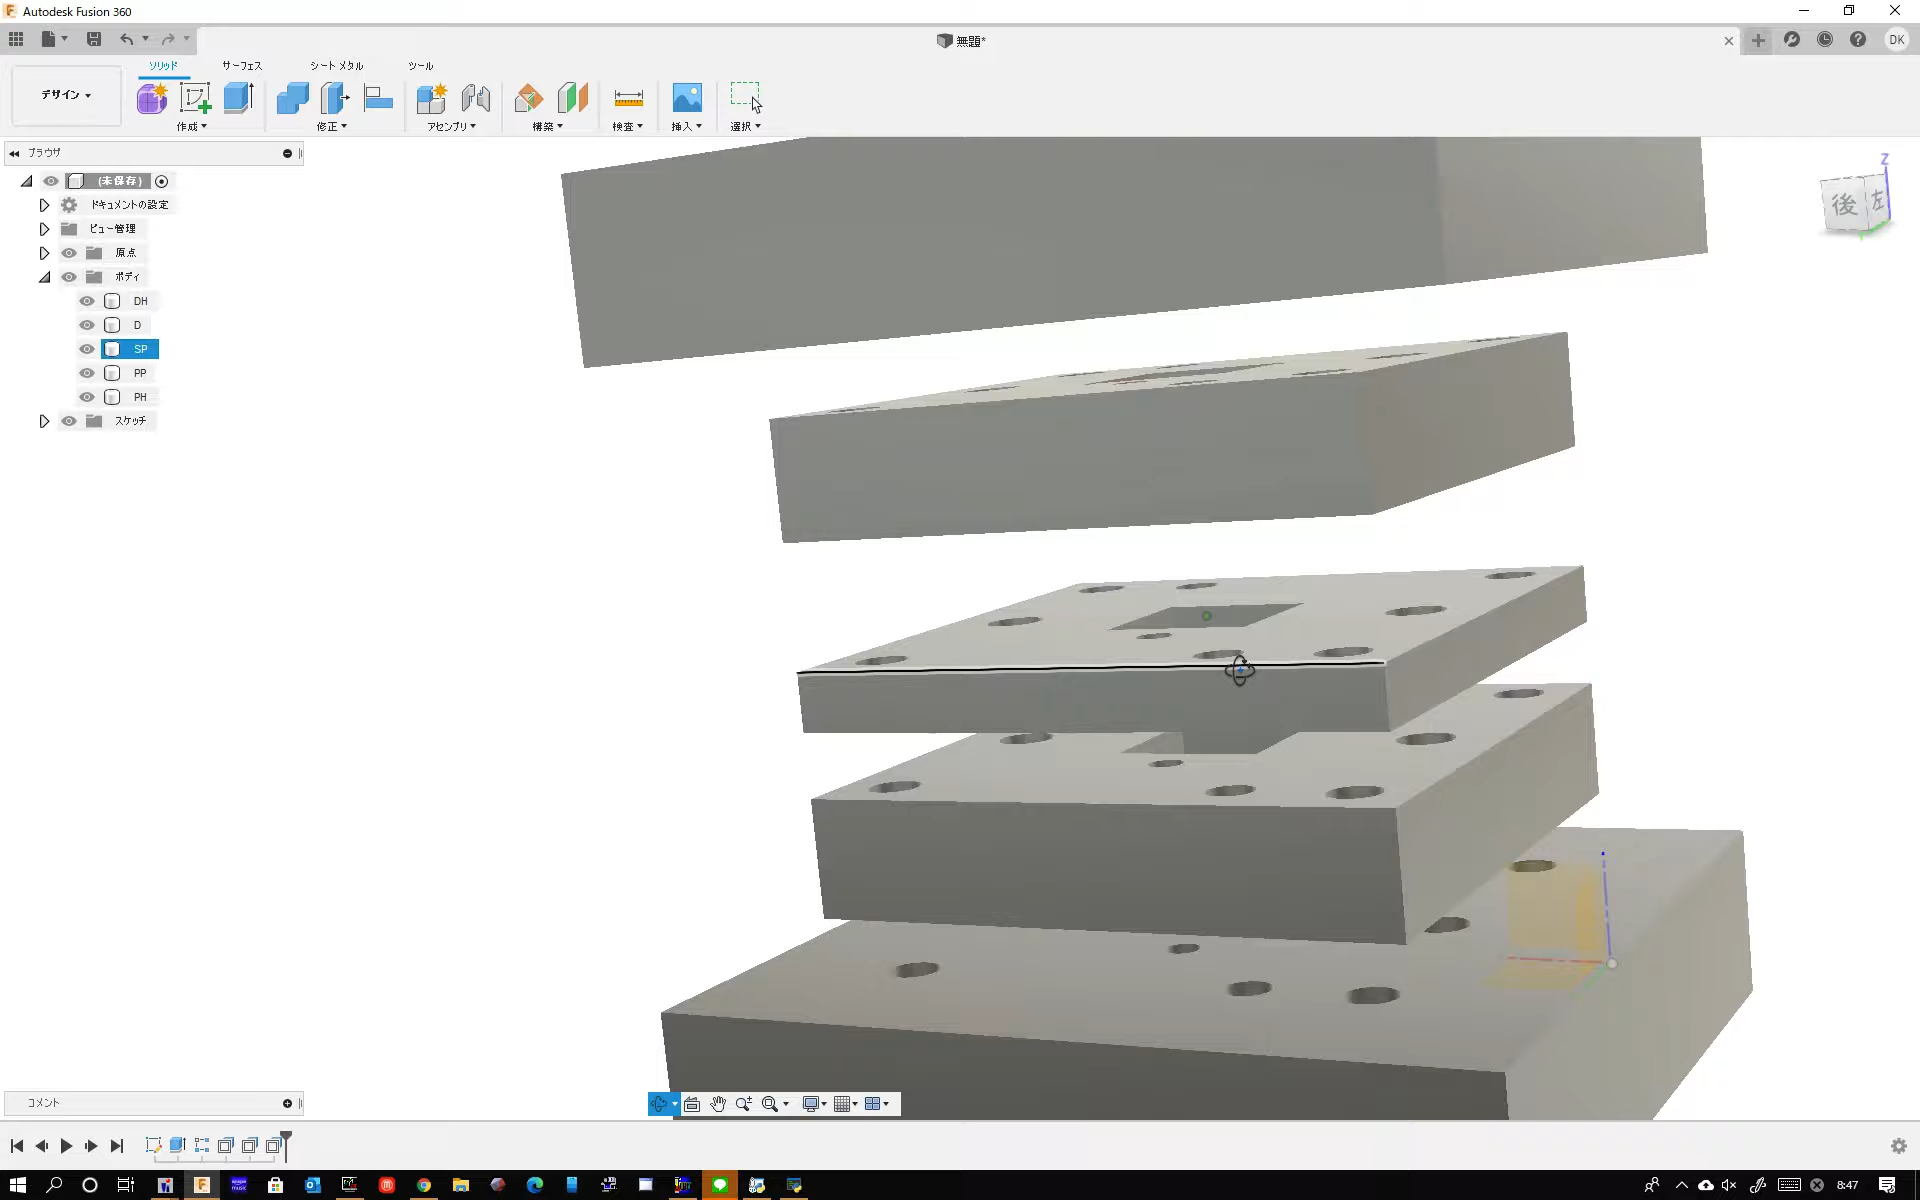 Autodesk Fusion 360
無題*
DK
デザイン
ソリッド
サーフェス
シート メタル
ツール
作成
修正
アセンブリ
構築
検査
挿入
選択
ブラウザ
(未保存)
ドキュメントの設定
ビュー管理
原点
ボディ
DH
D
SP
PP
PH
スケッチ
Z
後
左
コメント
8:47